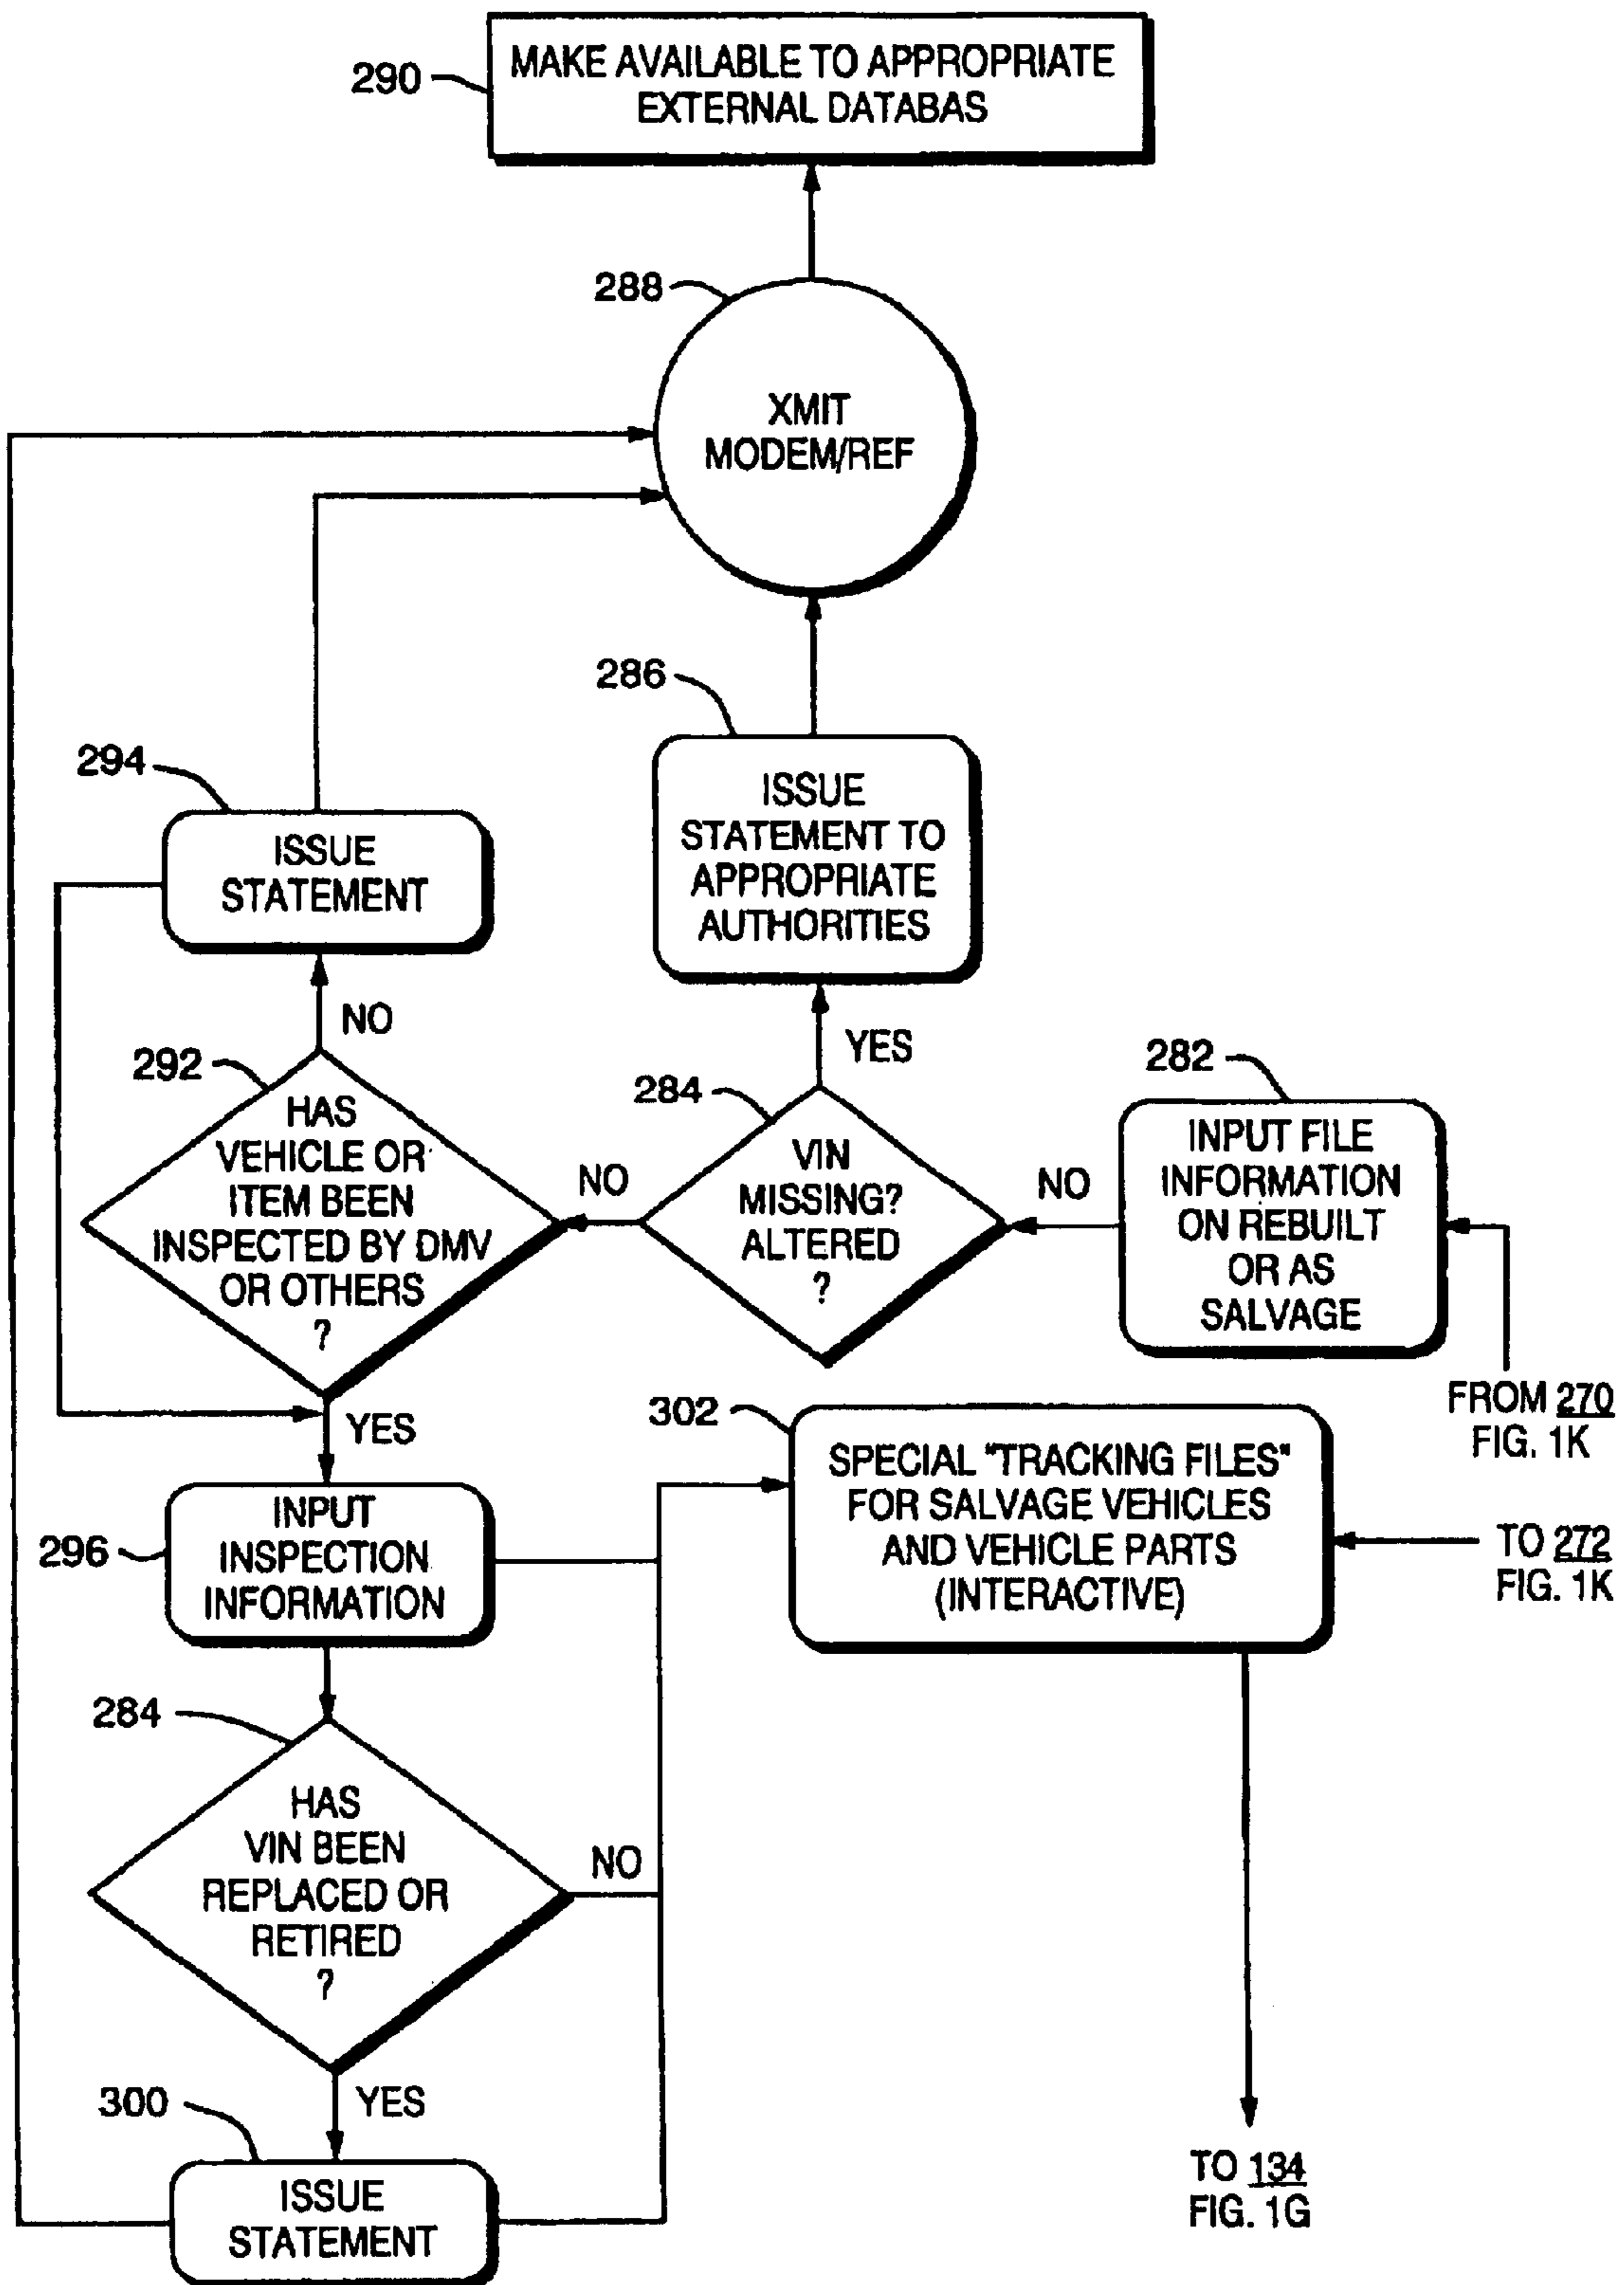 290
MAKE AVAILABLE TO APPROPRIATE
EXTERNAL DATABAS
288
XMIT
MODEM/REF
286
ISSUE
STATEMENT TO
APPROPRIATE
AUTHORITIES
294
ISSUE
STATEMENT
NO
YES
292
HAS
VEHICLE OR
ITEM BEEN
INSPECTED BY DMV
OR OTHERS
?
NO
284
VIN
MISSING?
ALTERED
?
NO
282
INPUT FILE
INFORMATION
ON REBUILT
OR AS
SALVAGE
FROM 270
FIG. 1K
YES
302
SPECIAL "TRACKING FILES"
FOR SALVAGE VEHICLES
AND VEHICLE PARTS
(INTERACTIVE)
TO 272
FIG. 1K
296
INPUT
INSPECTION
INFORMATION
284
HAS
VIN BEEN
REPLACED OR
RETIRED
?
NO
YES
300
ISSUE
STATEMENT
TO 134
FIG. 1G